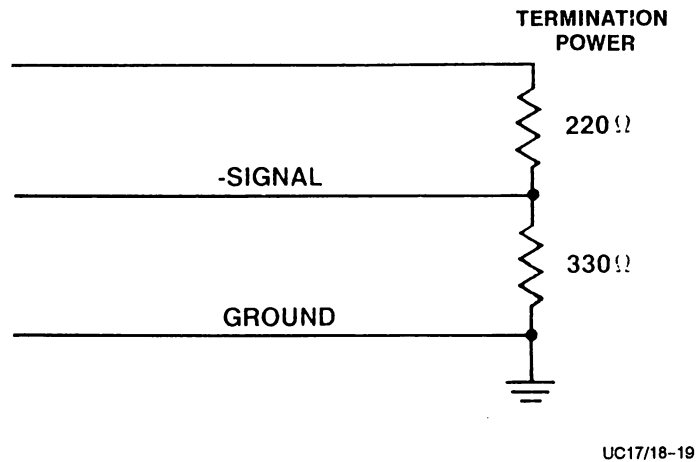 TERMINATION
POWER
220Ω
-SIGNAL
330Ω
GROUND
UC17/18-19